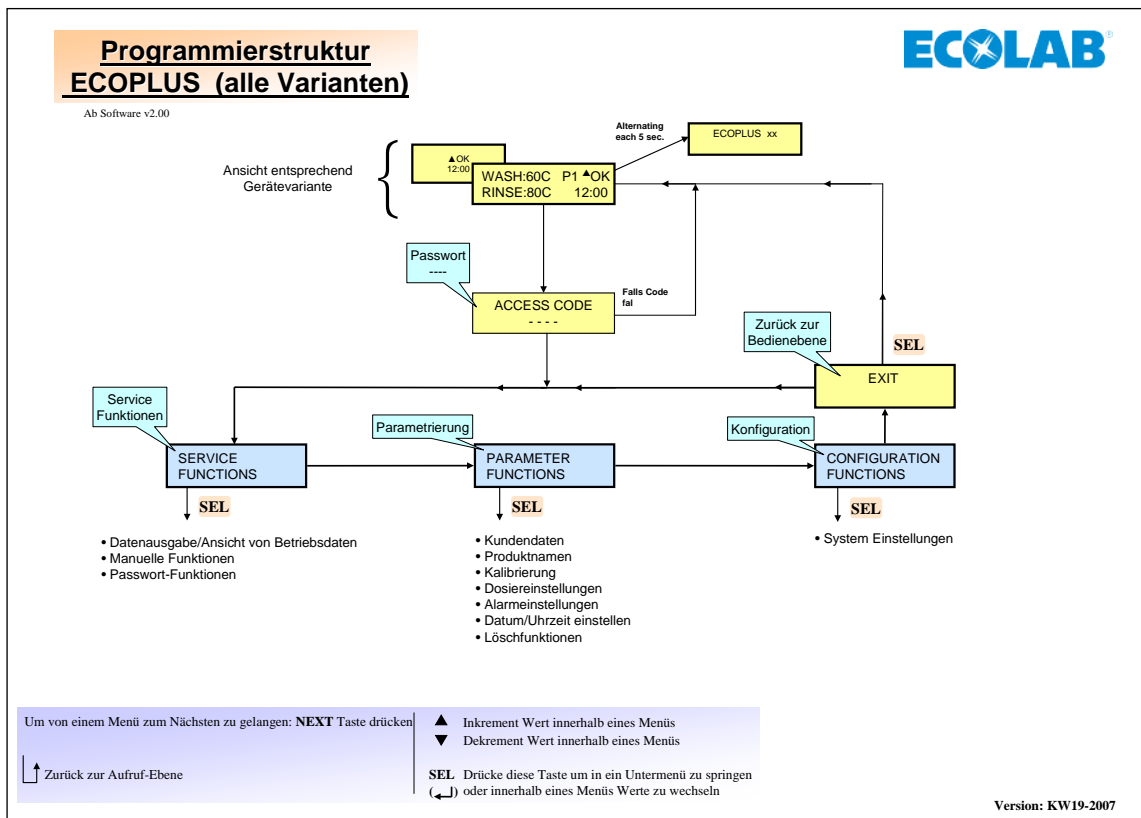 Programmierstruktur
ECOPLUS (alle Varianten)
ECOLAB®
Ab Software v2.00
Alternating
each 5 sec.
ECOPLUS xx
Ansicht entsprechend
Gerätevariante
▲OK
12:00
WASH:60C P1 ▲OK
RINSE:80C 12:00
Passwort
----
ACCESS CODE
- - - -
Falls Code
fal
Zurück zur
Bedienebene
SEL
EXIT
Service
Funktionen
Parametrierung
Konfiguration
SERVICE
FUNCTIONS
PARAMETER
FUNCTIONS
CONFIGURATION
FUNCTIONS
SEL
SEL
SEL
• Datenausgabe/Ansicht von Betriebsdaten
• Manuelle Funktionen
• Passwort-Funktionen
• Kundendaten
• Produktnamen
• Kalibrierung
• Dosiereinstellungen
• Alarmeinstellungen
• Datum/Uhrzeit einstellen
• Löschfunktionen
• System Einstellungen
Um von einem Menü zum Nächsten zu gelangen: NEXT Taste drücken
Zurück zur Aufruf-Ebene
▲ Inkrement Wert innerhalb eines Menüs
▼ Dekrement Wert innerhalb eines Menüs
SEL Drücke diese Taste um in ein Untermenü zu springen
(↵) oder innerhalb eines Menüs Werte zu wechseln
Version: KW19-2007